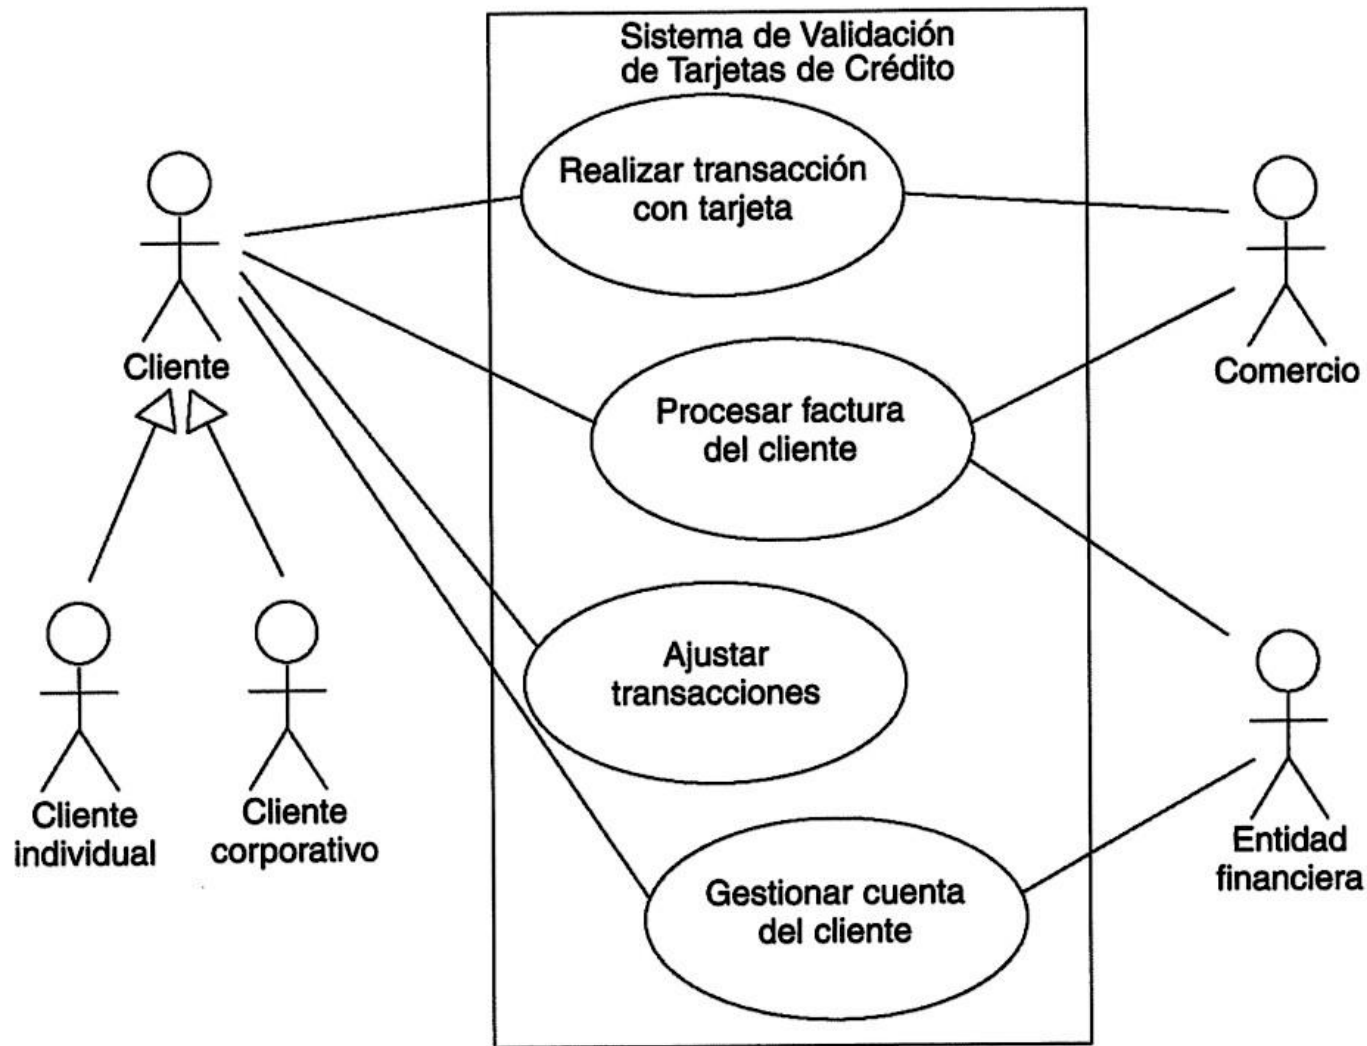 Sistema de Validación
de Tarjetas de Crédito
Realizar transacción
con tarjeta
Cliente
Comercio
Procesar factura
del cliente
Ajustar
transacciones
Cliente
individual
Cliente
corporativo
Entidad
financiera
Gestionar cuenta
del cliente